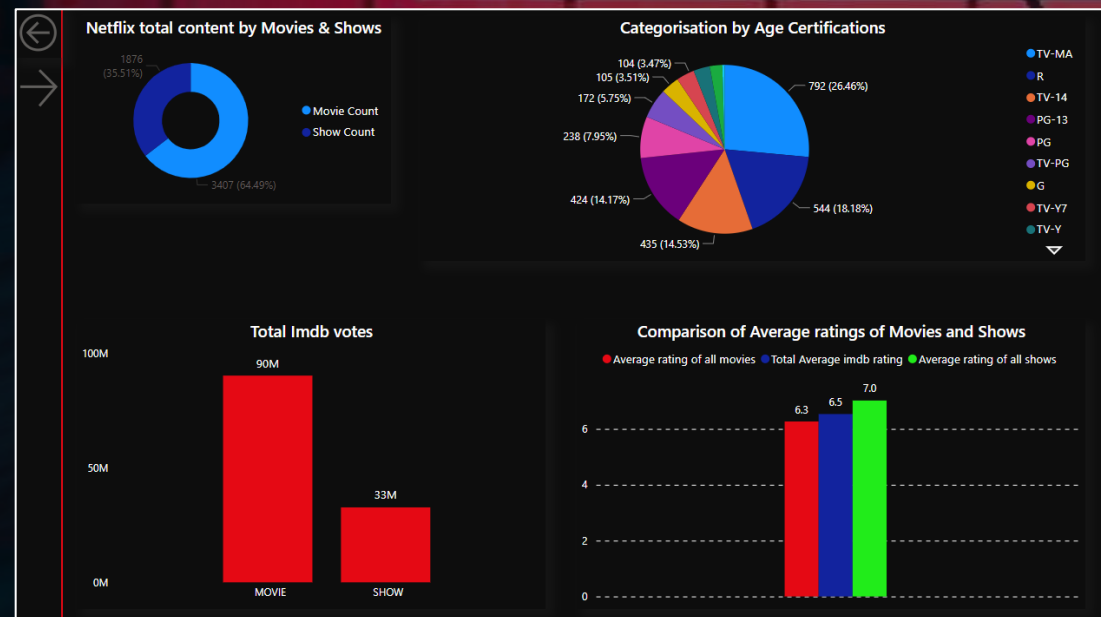 Netflix total content by Movies & Shows
1876
(35.51%)
3407 (64.49%)
Movie Count
Show Count
Categorisation by Age Certifications
104 (3.47%)
105 (3.51%)
172 (5.75%)
238 (7.95%)
424 (14.17%)
435 (14.53%)
544 (18.18%)
792 (26.46%)
TV-MA
R
TV-14
PG-13
PG
TV-PG
G
TV-Y7
TV-Y
Total Imdb votes
100M
50M
0M
90M
33M
MOVIE
SHOW
Comparison of Average ratings of Movies and Shows
Average rating of all movies
Total Average imdb rating
Average rating of all shows
6
4
2
0
6.3
6.5
7.0